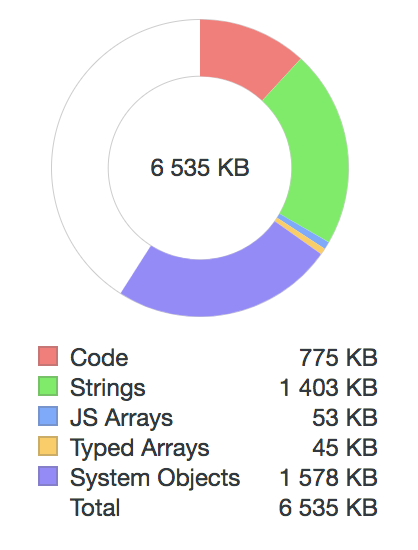 6 535 KB
Code 775 KB
Strings 1 403 KB
JS Arrays 53 KB
Typed Arrays 45 KB
System Objects 1 578 KB
Total 6 535 KB